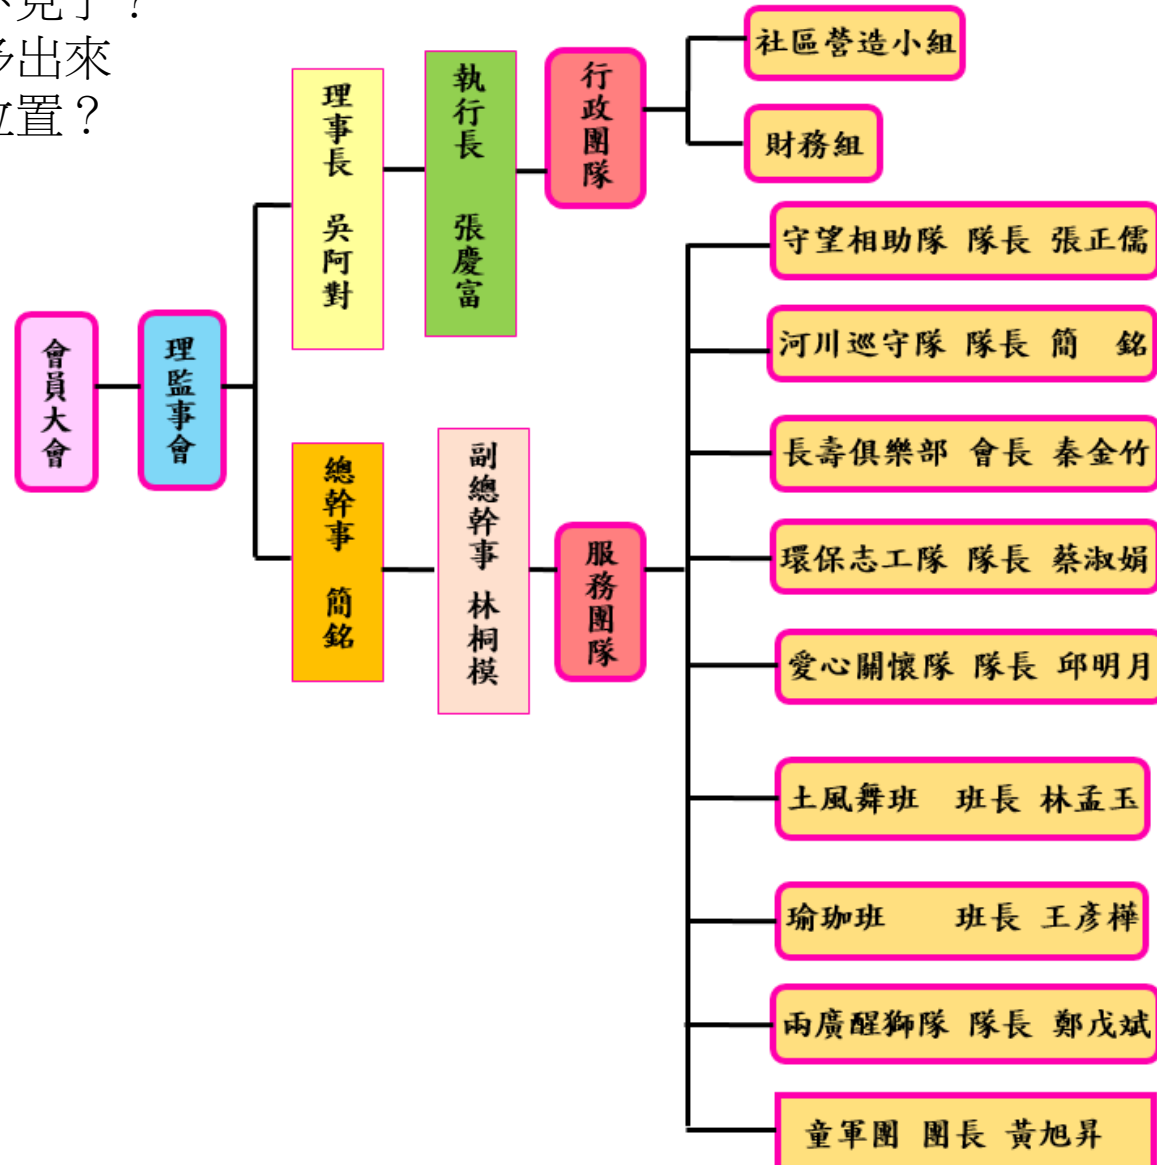 不見了？
多出來
位置？
會員大會
理監事會
理事長 吳阿對
執行長 張慶富
行政團隊
社區營造小組
財務組
總幹事 簡銘
副總幹事 林桐模
服務團隊
守望相助隊 隊長 張正儒
河川巡守隊 隊長 簡 銘
長壽俱樂部 會長 秦金竹
環保志工隊 隊長 蔡淑娟
愛心關懷隊 隊長 邱明月
土風舞班 班長 林孟玉
瑜珈班 班長 王彥樺
兩廣醒獅隊 隊長 鄭戊斌
童軍團 團長 黃旭昇